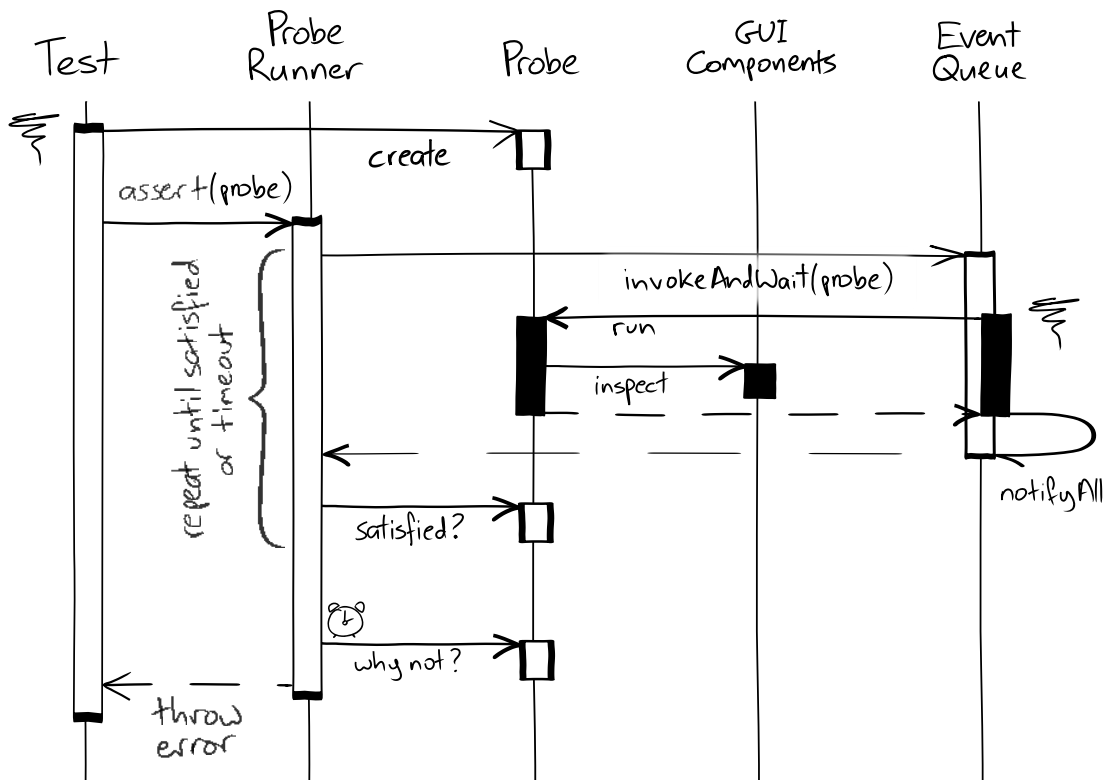 Test
Probe
Runner
Probe
GUI
Components
Event
Queue
create
assert(probe)
invokeAndWait(probe)
run
inspect
repeat until satisfied
or timeout
notifyAll
satisfied?
why not?
throw
error